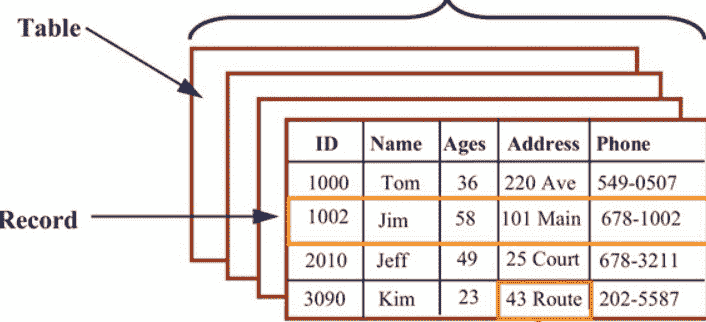 Table
ID Name Ages Address Phone
1000 Tom 36 220 Ave 549-0507
Record 1002 Jim 58 101 Main 678-1002
2010 Jeff 49 25 Court 678-3211
3090 Kim 23 43 Route 202-5587